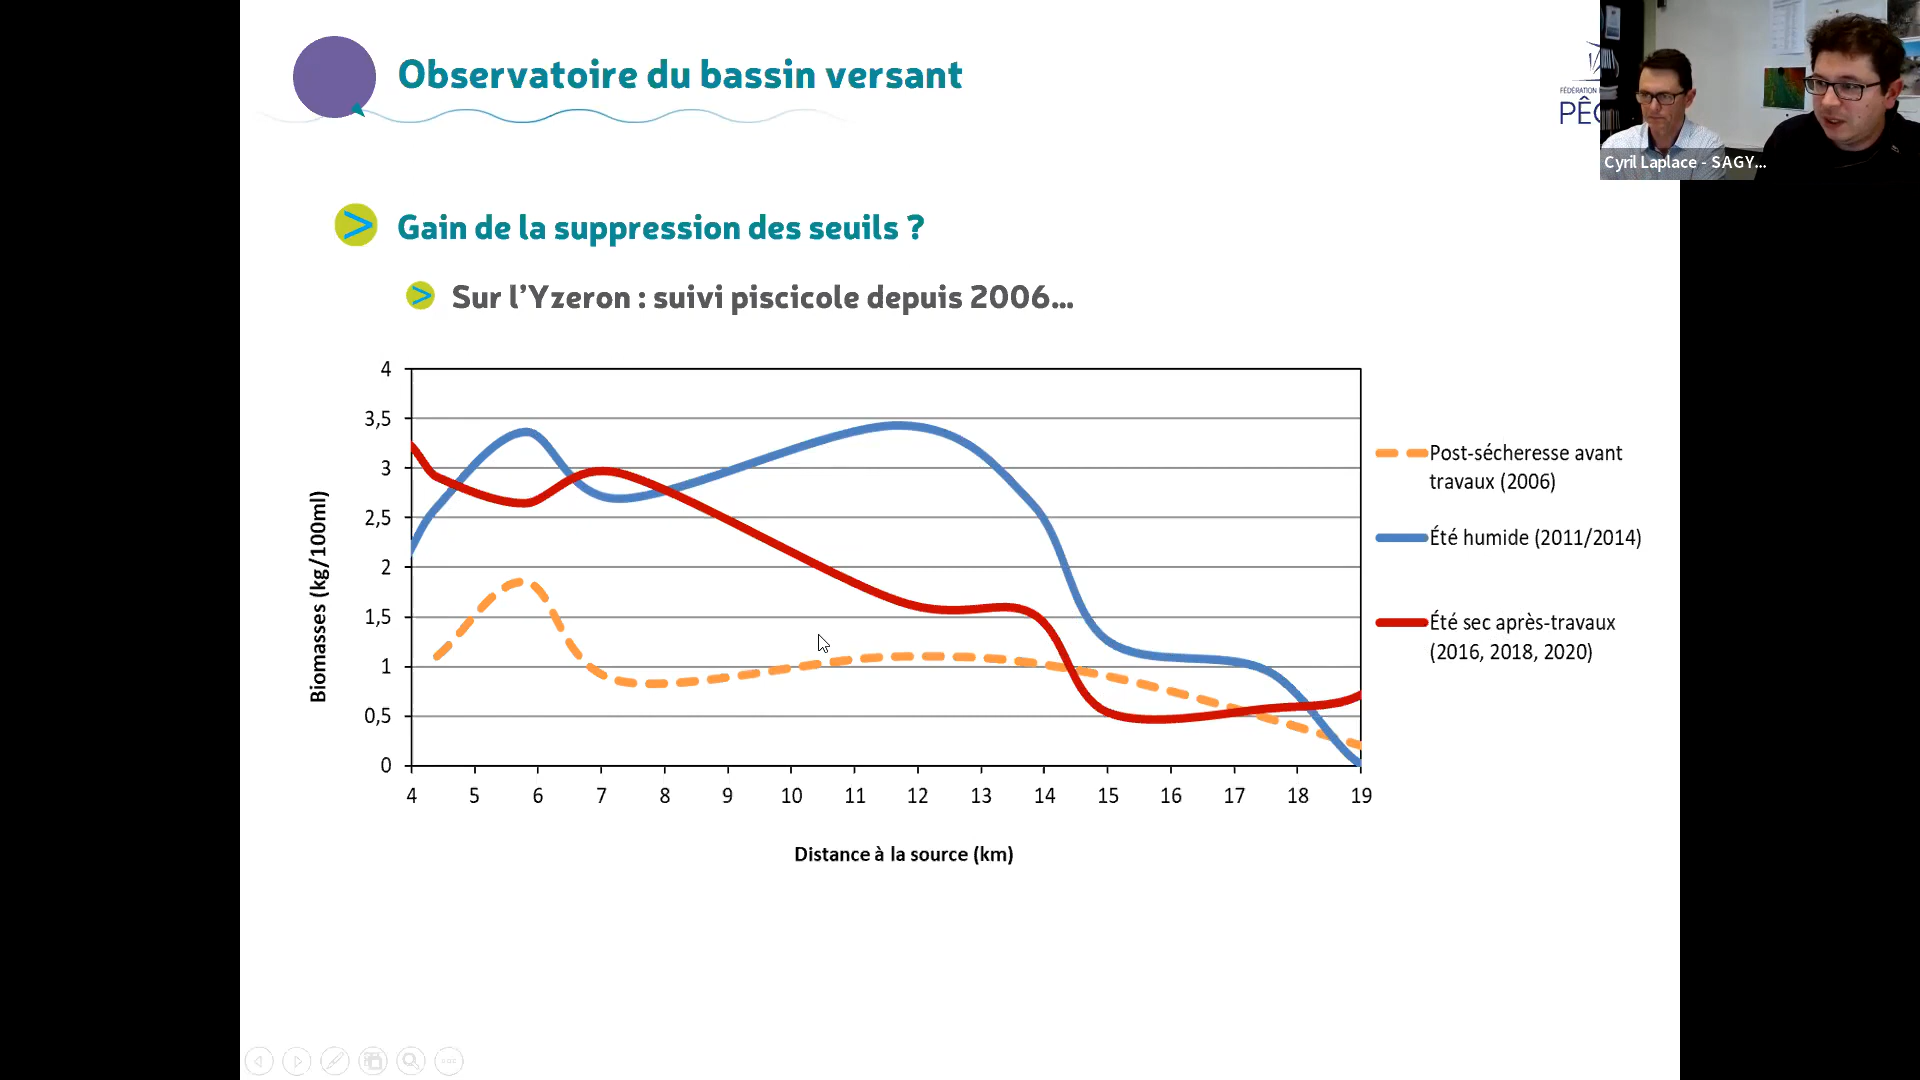 Observatoire du bassin versant
FÉDÉRATION
Cyril Laplace - SAGY...
> Gain de la suppression des seuils ?
> Sur l'Yzeron : suivi piscicole depuis 2006...
4
3,5
3
2,5
2
1,5
1
0,5
0
Biomasses (kg/100ml)
4 5 6 7 8 9 10 11 12 13 14 15 16 17 18 19
Distance à la source (km)
Post-sécheresse avant
travaux (2006)
Été humide (2011/2014)
Été sec après-travaux
(2016, 2018, 2020)